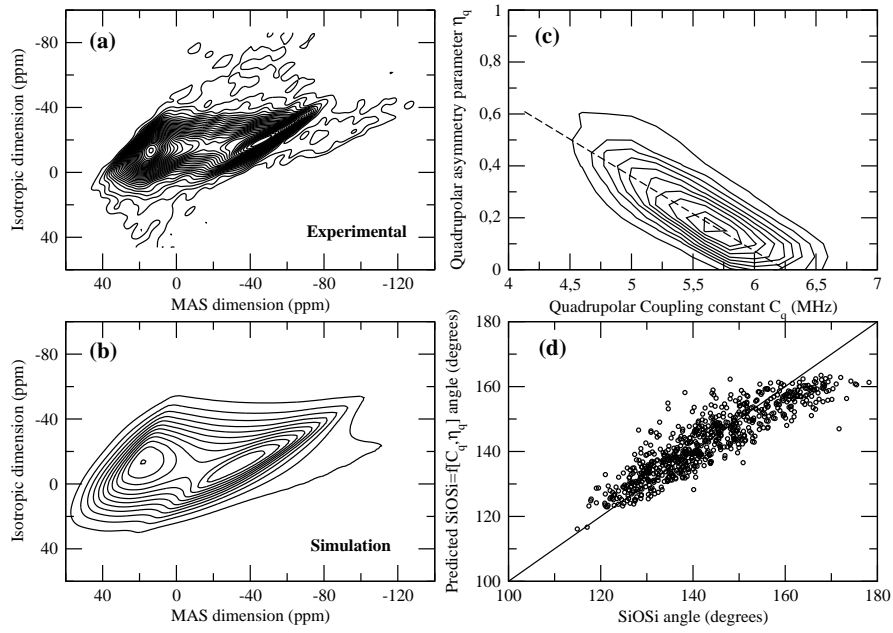 (a)
-80
-40
0
40
Isotropic dimension (ppm)
Experimental
40 0 -40 -80 -120
MAS dimension (ppm)
(c)
1
0,8
0,6
0,4
0,2
0
Quadrupolar asymmetry parameter η_q
4 4,5 5 5,5 6 6,5 7
Quadrupolar Coupling constant C_q (MHz)
(b)
-80
-40
0
40
Isotropic dimension (ppm)
Simulation
40 0 -40 -80 -120
MAS dimension (ppm)
(d)
180
160
140
120
100
Predicted SiOSi=f[C_q,η_q] angle (degrees)
100 120 140 160 180
SiOSi angle (degrees)